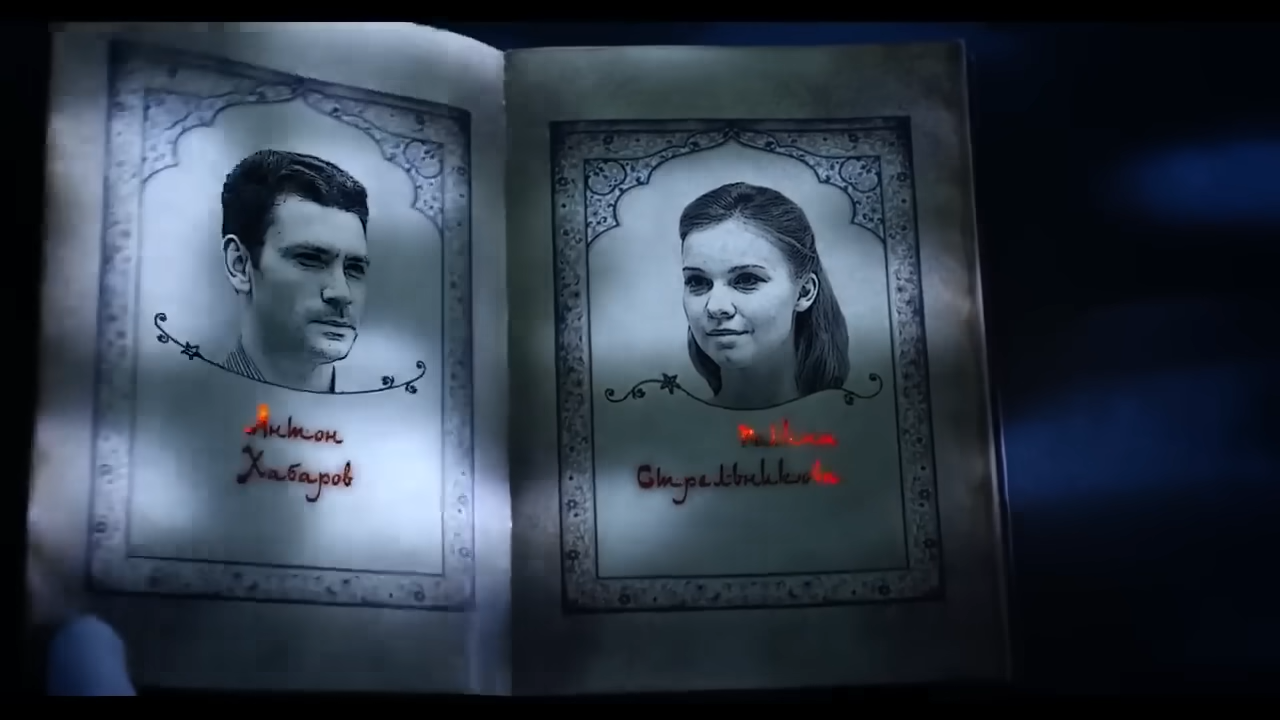 Антон
Хабаров
Стрельникова